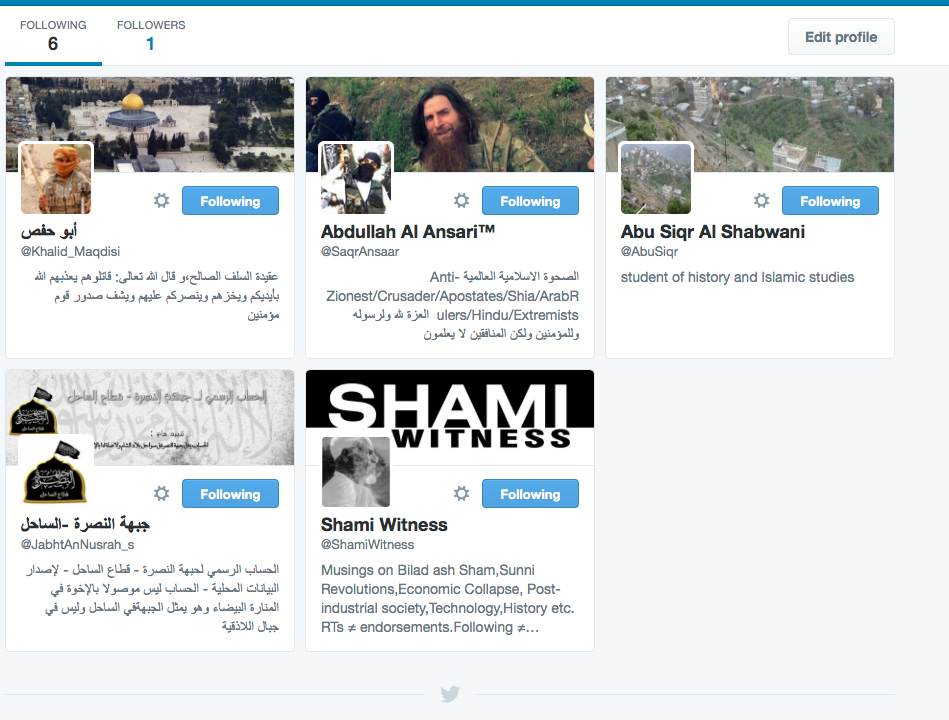 FOLLOWING
6
FOLLOWERS
1
Edit profile
Following
أبو حفص
@Khalid_Maqdisi
عقيدة السلف الصالح،و قال الله تعالى: قاتلوهم يعذبهم الله
بأيديكم ويخزهم وينصركم عليهم ويشف صدور قوم
مؤمنين
Following
Abdullah Al Ansari™
@SaqrAnsaar
الصحوة الاسلامية العالمية Anti-
Zionest/Crusader/Apostates/Shia/ArabR
ulers/Hindu/Extremists العزة لله ولرسوله
وللمؤمنين ولكن المنافقين لا يعلمون
Following
Abu Siqr Al Shabwani
@AbuSiqr
student of history and Islamic studies
الحساب الرسمي لـ جبهة النصرة - قطاع الساحل
تنبيه هام :
Following
جبهة النصرة -الساحل
@JabhtAnNusrah_s
الحساب الرسمي لجبهة النصرة - قطاع الساحل - لإصدار
البيانات المحلية - الحساب ليس موصولا بالإخوة في
المنارة البيضاء وهو يمثل الجبهةفي الساحل وليس في
جبال اللاذقية
SHAMI
WITNESS
Following
Shami Witness
@ShamiWitness
Musings on Bilad ash Sham,Sunni
Revolutions,Economic Collapse, Post-
industrial society,Technology,History etc.
RTs ≠ endorsements.Following ≠…